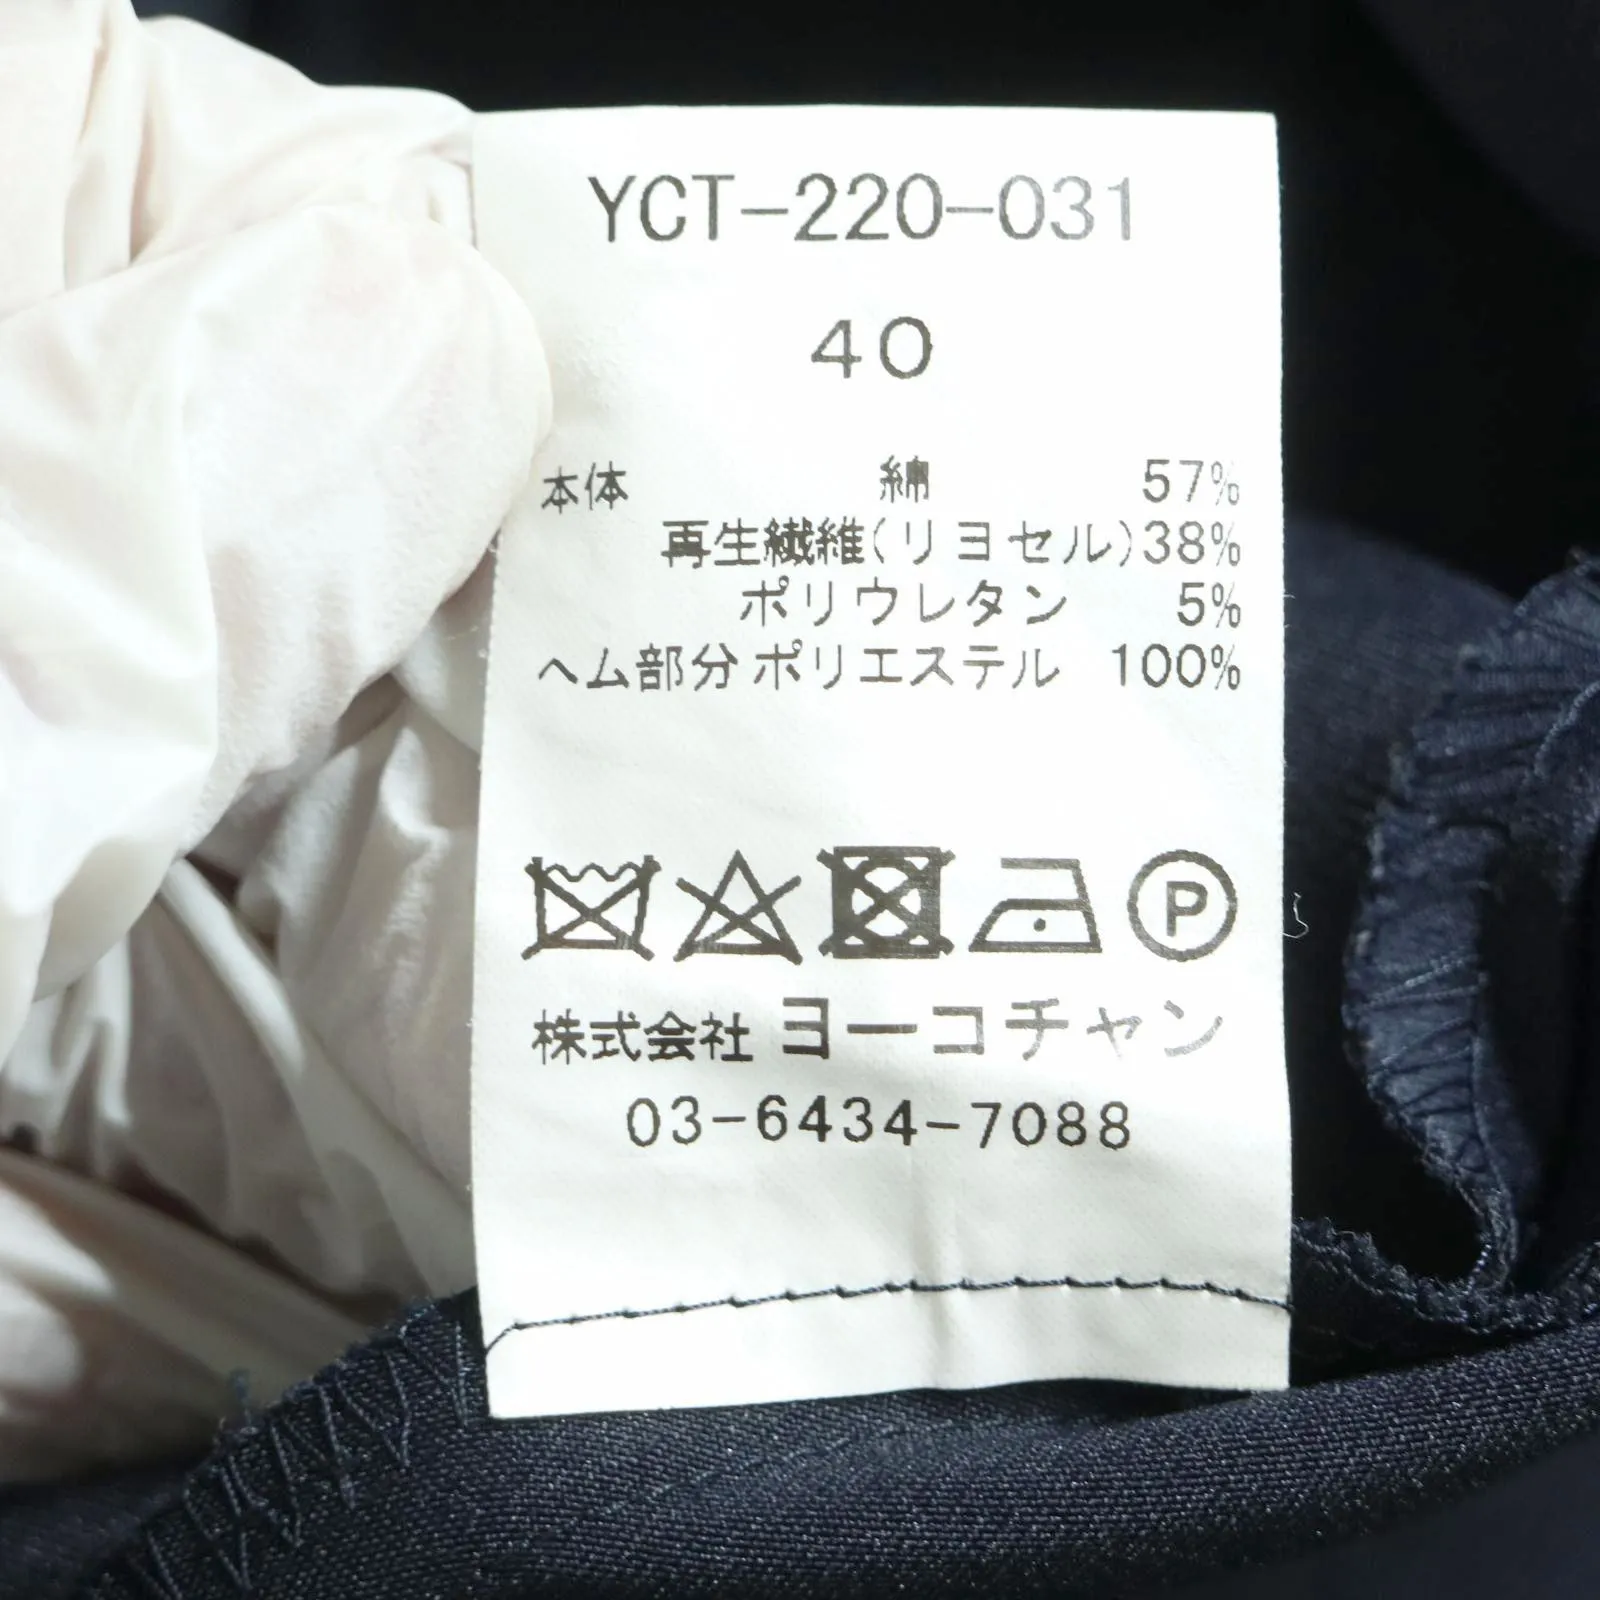 YCT-220-031
40
本体 綿 57%
再生繊維(リヨセル)38%
ポリウレタン 5%
ヘム部分 ポリエステル 100%
P
株式会社 ヨーコチャン
03-6434-7088